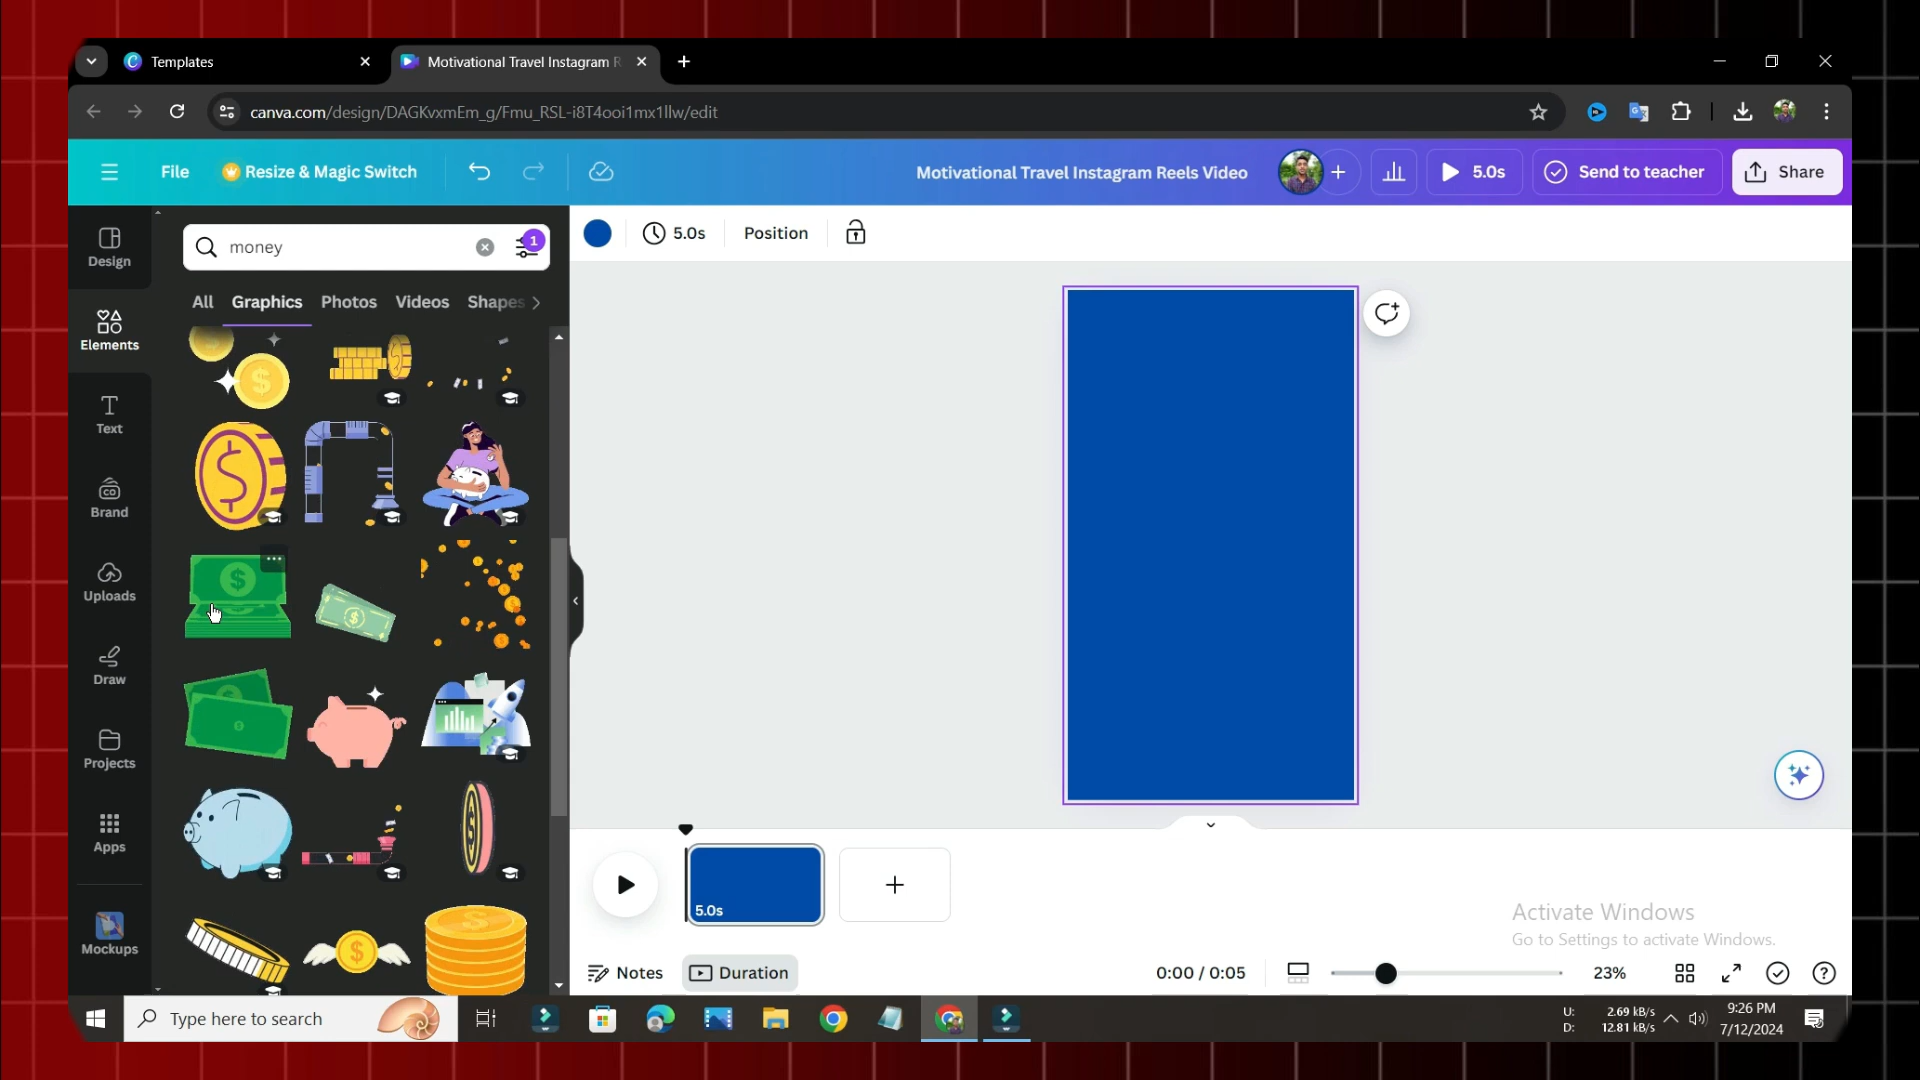 Templates
Motivational Travel Instagram R
canva.com/design/DAGKvxmEm_g/Fmu_RSL-i8T4ooi1mx1llw/edit
File
Resize & Magic Switch
Motivational Travel Instagram Reels Video
5.0s
Send to teacher
Share
Design
Elements
Text
Brand
Uploads
Draw
Projects
Apps
Mockups
money
1
All Graphics Photos Videos Shapes
5.0s
Position
5.0s
Notes
Duration
0:00 / 0:05
23%
Activate Windows
Go to Settings to activate Windows.
Type here to search
U: 2.69 kB/s
D: 12.81 kB/s
9:26 PM
7/12/2024